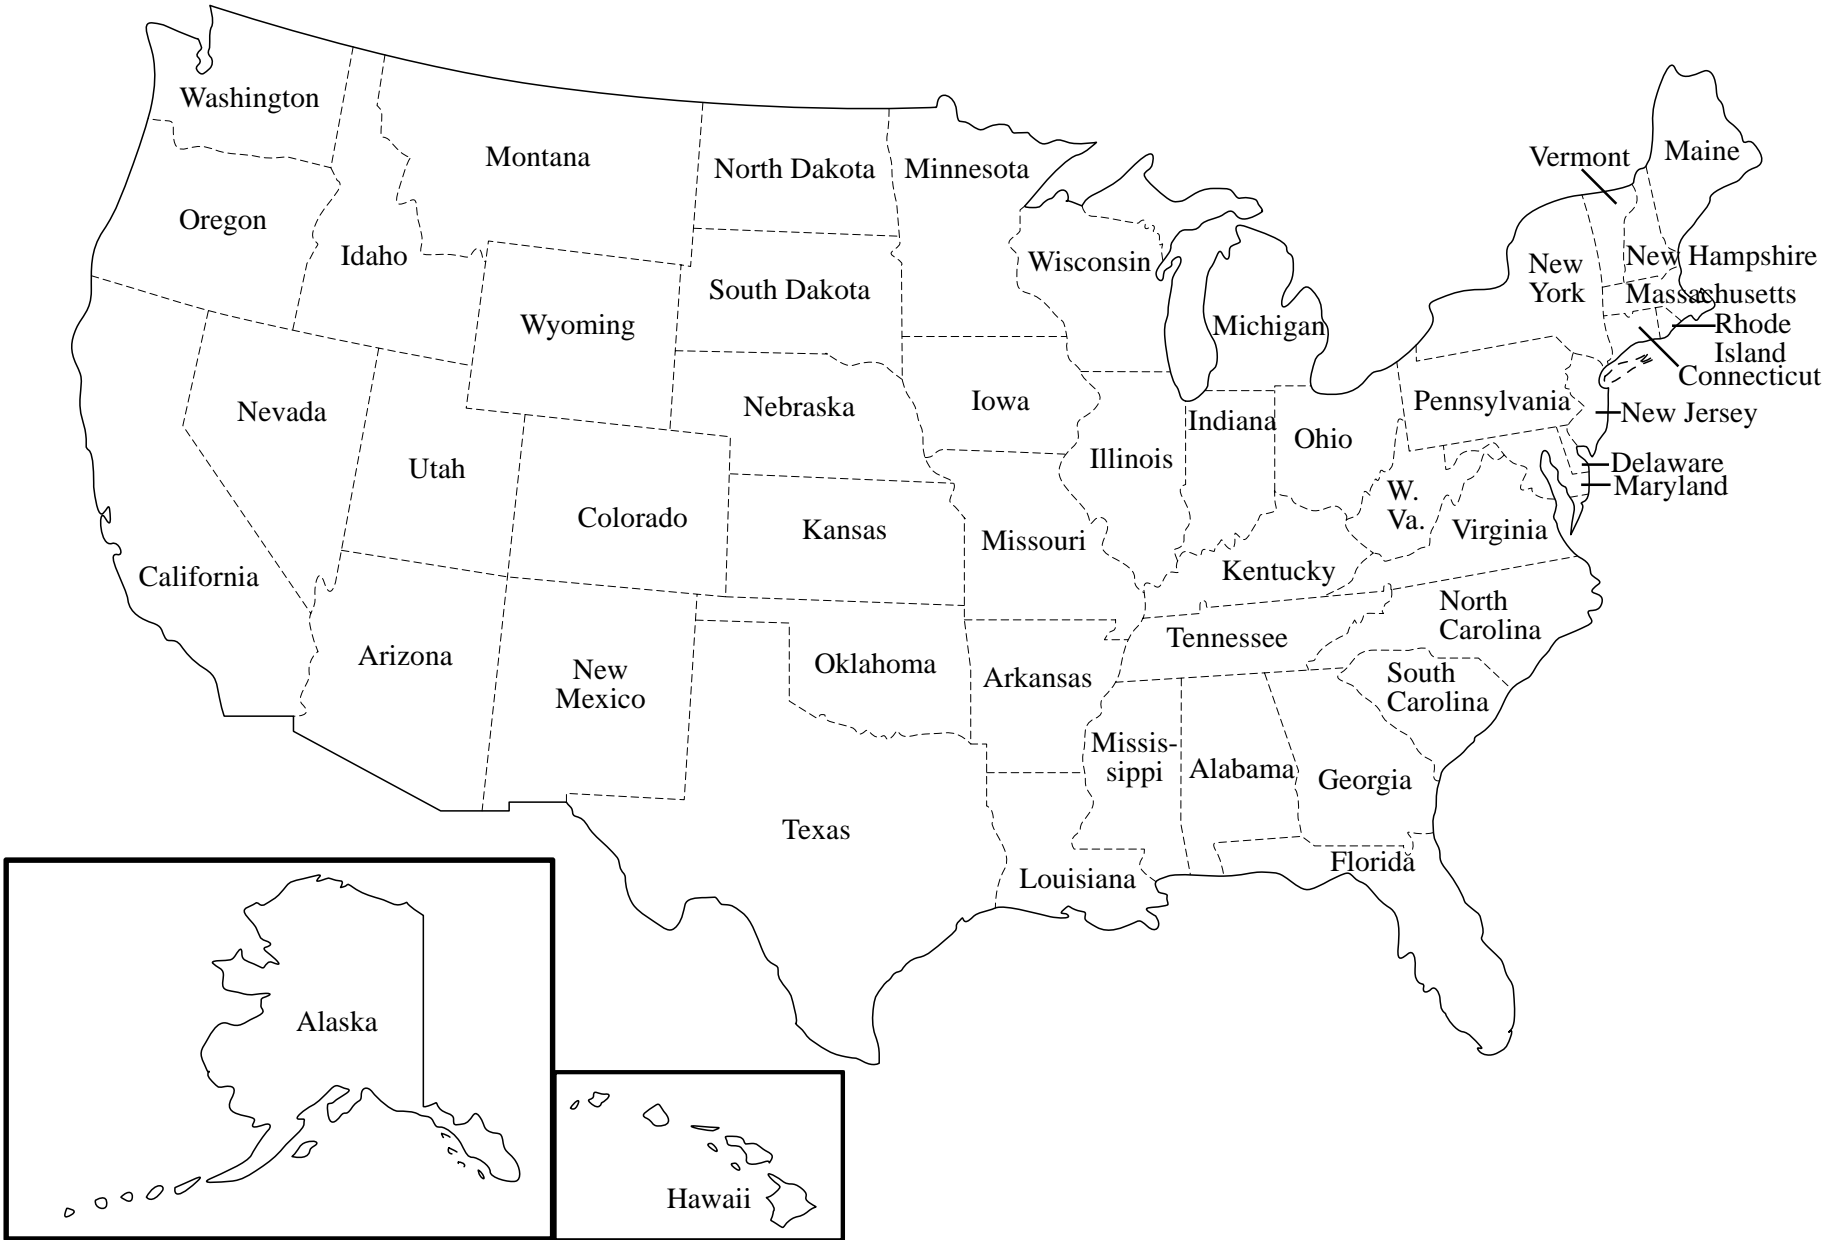 Washington
Montana
North Dakota
Minnesota
Vermont
Maine
Oregon
Idaho
Wisconsin
New
York
New Hampshire
South Dakota
Wyoming
Michigan
Massachusetts
Rhode
Island
Connecticut
Nevada
Nebraska
Iowa
Indiana
Ohio
Pennsylvania
New Jersey
Utah
Illinois
Delaware
Maryland
W.
Va.
Colorado
Kansas
Missouri
Virginia
California
Kentucky
North
Carolina
Arizona
New
Mexico
Oklahoma
Arkansas
Tennessee
South
Carolina
Missis-
sippi
Alabama
Georgia
Texas
Louisiana
Florida
Alaska
Hawaii